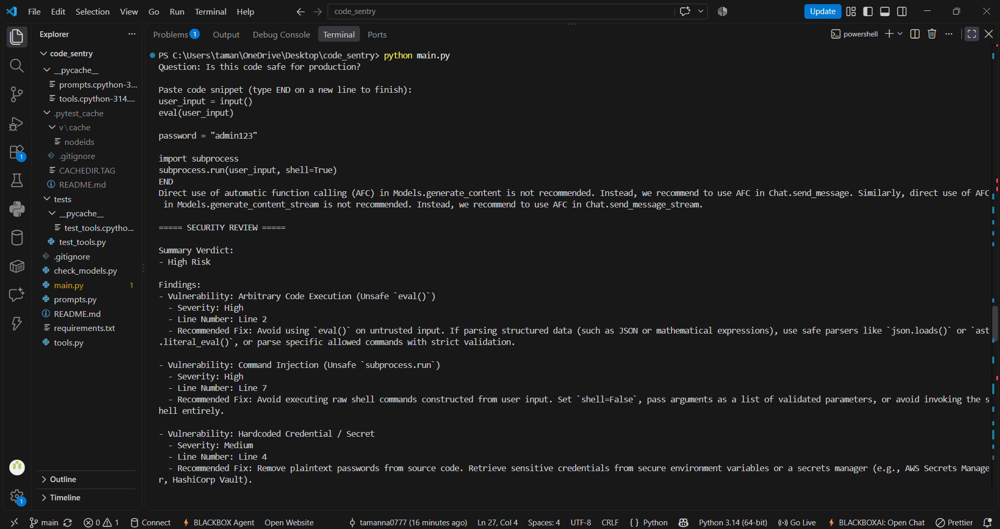 File Edit Selection View Go Run Terminal Help
code_sentry
Update
Explorer
code_sentry
__pycache__
prompts.cpython-3...
tools.cpython-314....
.pytest_cache
v\cache
nodeids
.gitignore
CACHEDIR.TAG
README.md
tests
__pycache__
test_tools.cpytho...
test_tools.py
.gitignore
check_models.py
main.py 1
prompts.py
README.md
requirements.txt
tools.py
Outline
Timeline
1
1
Problems 1 Output Debug Console Terminal Ports
powershell
PS C:\Users\taman\OneDrive\Desktop\code_sentry> python main.py
Question: Is this code safe for production?
Paste code snippet (type END on a new line to finish):
user_input = input()
eval(user_input)
password = "admin123"
import subprocess
subprocess.run(user_input, shell=True)
END
Direct use of automatic function calling (AFC) in Models.generate_content is not recommended. Instead, we recommend to use AFC in Chat.send_message. Similarly, direct use of AFC
in Models.generate_content_stream is not recommended. Instead, we recommend to use AFC in Chat.send_message_stream.
===== SECURITY REVIEW =====
Summary Verdict:
- High Risk
Findings:
- Vulnerability: Arbitrary Code Execution (Unsafe `eval()`)
- Severity: High
- Line Number: Line 2
- Recommended Fix: Avoid using `eval()` on untrusted input. If parsing structured data (such as JSON or mathematical expressions), use safe parsers like `json.loads()` or `ast
.literal_eval()`, or parse specific allowed commands with strict validation.
- Vulnerability: Command Injection (Unsafe `subprocess.run`)
- Severity: High
- Line Number: Line 7
- Recommended Fix: Avoid executing raw shell commands constructed from user input. Set `shell=False`, pass arguments as a list of validated parameters, or avoid invoking the s
hell entirely.
- Vulnerability: Hardcoded Credential / Secret
- Severity: Medium
- Line Number: Line 4
- Recommended Fix: Remove plaintext passwords from source code. Retrieve sensitive credentials from secure environment variables or a secrets manager (e.g., AWS Secrets Manage
r, HashiCorp Vault).
main 0 1 Connect BLACKBOX Agent Open Website tamanna0777 (16 minutes ago) Ln 27, Col 4 Spaces: 4 UTF-8 CRLF { } Python Python 3.14 (64-bit) Go Live BLACKBOXAI: Open Chat Prettier